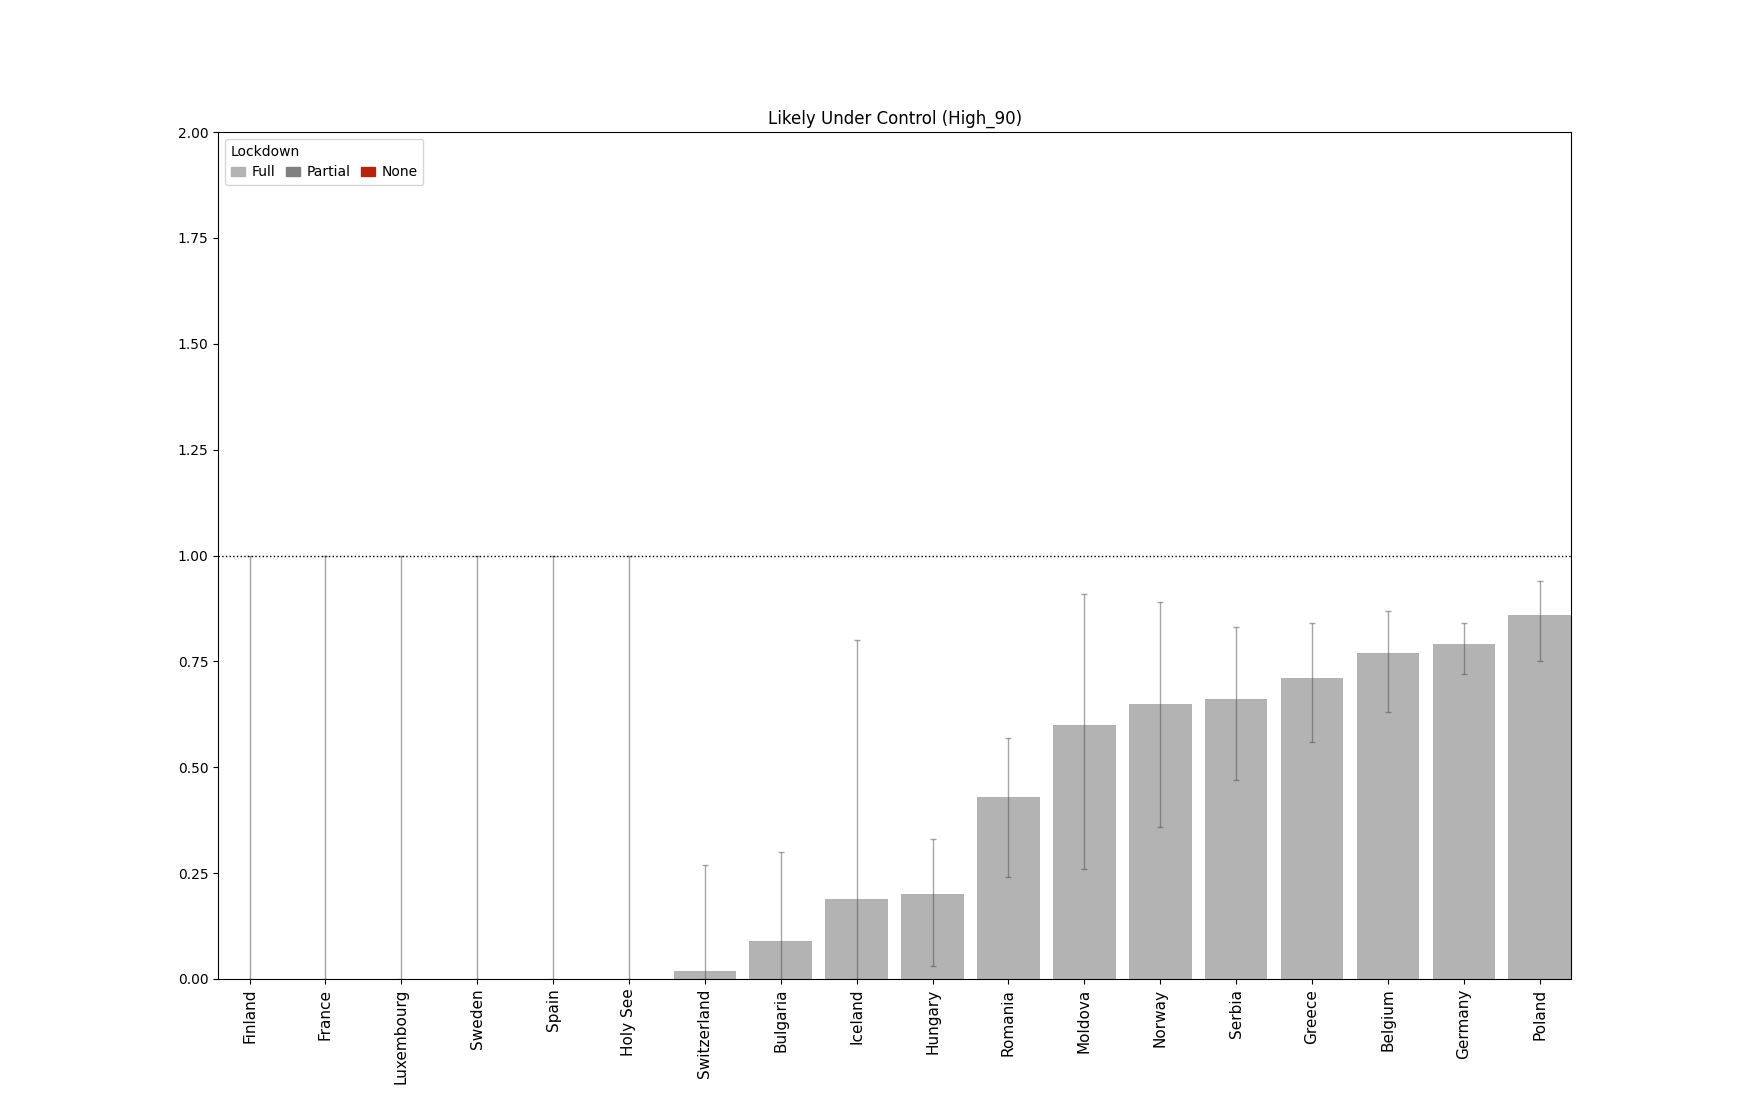 Likely Under Control (High_90)
Lockdown
Full Partial None
2.00
1.75
1.50
1.25
1.00
0.75
0.50
0.25
0.00
Finland
France
Luxembourg
Sweden
Spain
Holy See
Switzerland
Bulgaria
Iceland
Hungary
Romania
Moldova
Norway
Serbia
Greece
Belgium
Germany
Poland